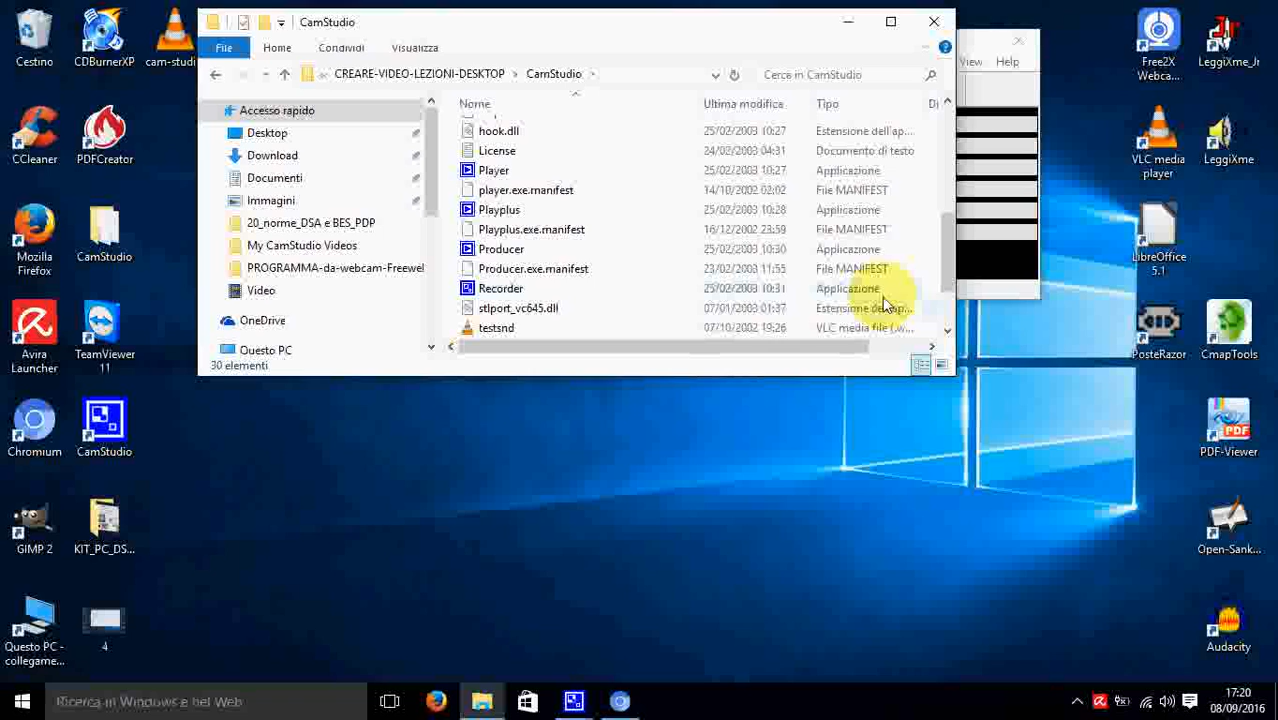 CamStudio
File Home Condividi Visualizza
CREARE-VIDEO-LEZIONI-DESKTOP CamStudio
Cerca in CamStudio
View Help
Accesso rapido
Desktop
Download
Documenti
Immagini
20_norme_DSA e BES_PDP
My CamStudio Videos
PROGRAMMA-da-webcam-Freewel
Video
OneDrive
Questo PC
30 elementi
Nome Ultima modifica Tipo Di
hook.dll 25/02/2003 10:27 Estensione dell'ap...
License 24/02/2003 04:31 Documento di testo
Player 25/02/2003 10:27 Applicazione
player.exe.manifest 14/10/2002 02:02 File MANIFEST
Playplus 25/02/2003 10:28 Applicazione
Playplus.exe.manifest 16/12/2002 23:59 File MANIFEST
Producer 25/02/2003 10:30 Applicazione
Producer.exe.manifest 23/02/2003 11:55 File MANIFEST
Recorder 25/02/2003 10:31 Applicazione
stlport_vc645.dll 07/01/2003 01:37 Estensione dell'ap...
testsnd 07/10/2002 19:26 VLC media file (.w...
Cestino
CDBurnerXP
cam-studi
CCleaner
PDFCreator
Mozilla
Firefox
CamStudio
Avira
Launcher
TeamViewer
11
Chromium
CamStudio
GIMP 2
KIT_PC_DS...
Questo PC -
collegame...
4
Free2X
Webca...
LeggiXme_Jr
VLC media
player
LeggiXme
LibreOffice
5.1
PosteRazor
CmapTools
PDF-Viewer
Open-Sank...
Audacity
Ricerca in Windows e nel Web
17:20
08/09/2016